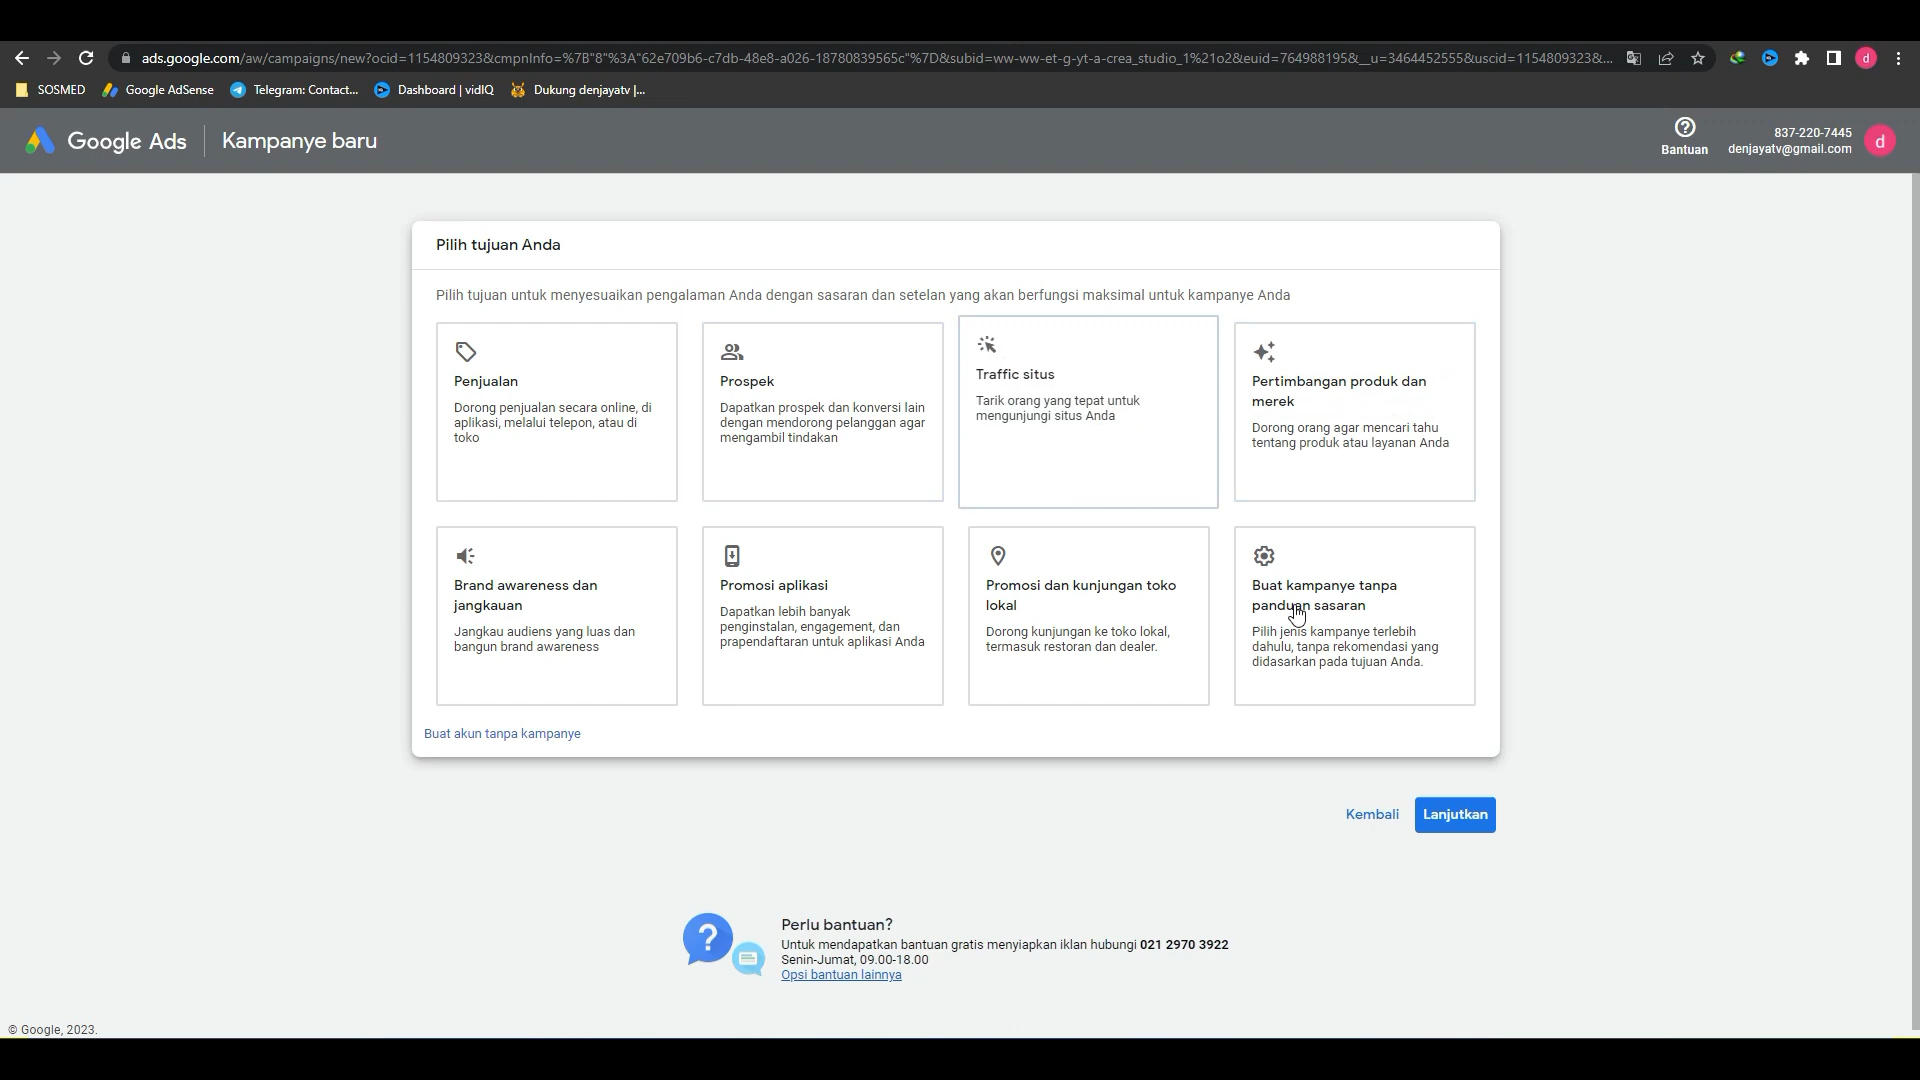 ads.google.com/aw/campaigns/new?ocid=1154809323&cmpnInfo=%7B"8"%3A"62e709b6-c7db-48e8-a026-18780839565c"%7D&subid=ww-ww-et-g-yt-a-crea_studio_1%21o2&euid=764988195&__u=3464452555&uscid=1154809323&...
d
SOSMED
Google AdSense
Telegram: Contact...
Dashboard | vidIQ
Dukung denjayatv |...
Google Ads
Kampanye baru
Bantuan
837-220-7445
denjayatv@gmail.com
d
Pilih tujuan Anda
Pilih tujuan untuk menyesuaikan pengalaman Anda dengan sasaran dan setelan yang akan berfungsi maksimal untuk kampanye Anda
Penjualan
Dorong penjualan secara online, di
aplikasi, melalui telepon, atau di
toko
Prospek
Dapatkan prospek dan konversi lain
dengan mendorong pelanggan agar
mengambil tindakan
Traffic situs
Tarik orang yang tepat untuk
mengunjungi situs Anda
Pertimbangan produk dan
merek
Dorong orang agar mencari tahu
tentang produk atau layanan Anda
Brand awareness dan
jangkauan
Jangkau audiens yang luas dan
bangun brand awareness
Promosi aplikasi
Dapatkan lebih banyak
penginstalan, engagement, dan
prapendaftaran untuk aplikasi Anda
Promosi dan kunjungan toko
lokal
Dorong kunjungan ke toko lokal,
termasuk restoran dan dealer.
Buat kampanye tanpa
panduan sasaran
Pilih jenis kampanye terlebih
dahulu, tanpa rekomendasi yang
didasarkan pada tujuan Anda.
Buat akun tanpa kampanye
Kembali
Lanjutkan
Perlu bantuan?
Untuk mendapatkan bantuan gratis menyiapkan iklan hubungi 021 2970 3922
Senin-Jumat, 09.00-18.00
Opsi bantuan lainnya
© Google, 2023.